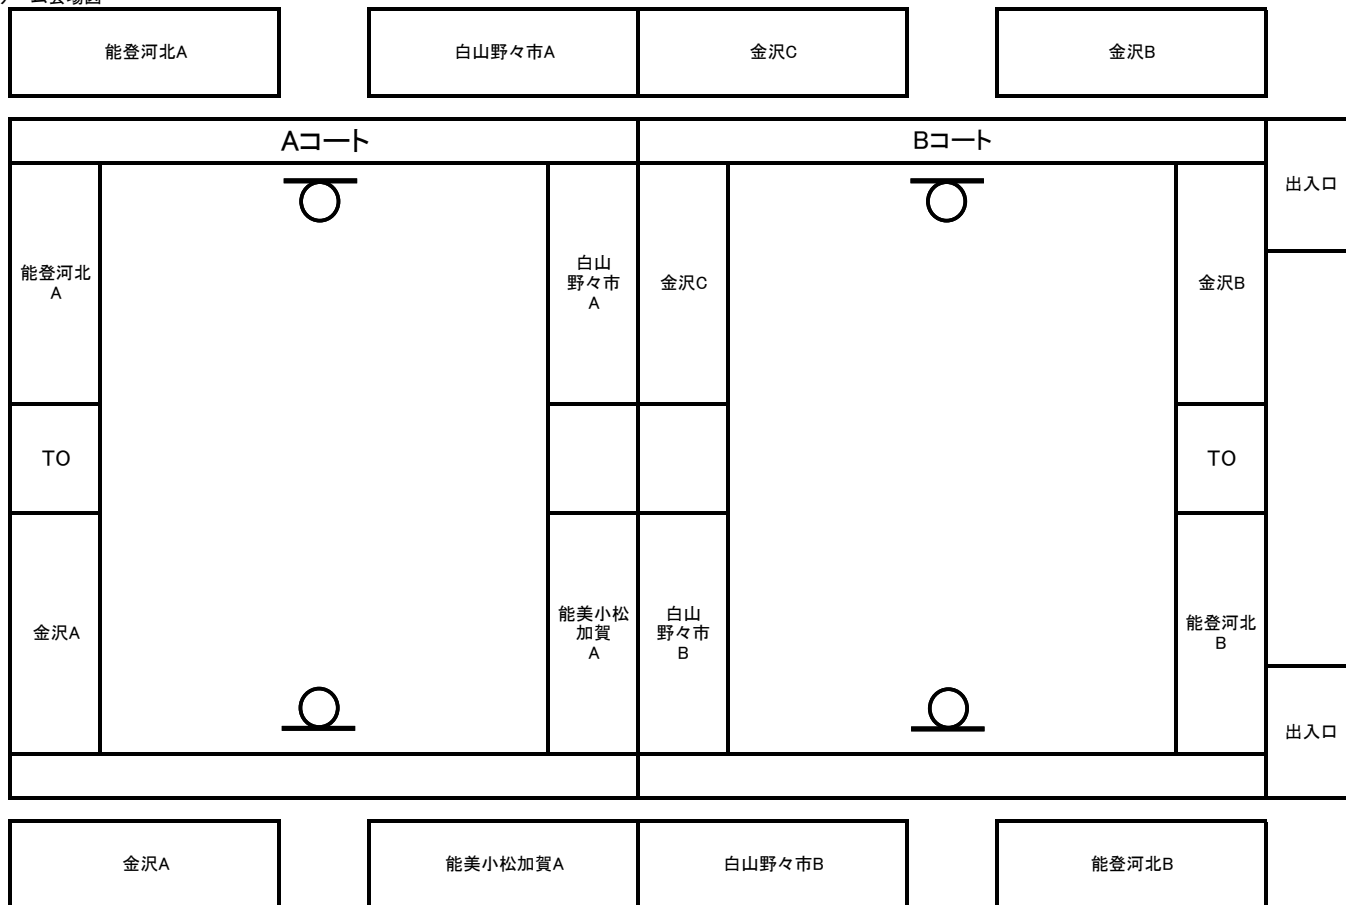 能登河北A
白山野々市A
金沢C
金沢B
Aコート
Bコート
出入口
能登河北
A
白山
野々市
A
金沢C
金沢B
TO
TO
金沢A
能美小松
加賀
A
白山
野々市
B
能登河北
B
出入口
金沢A
能美小松加賀A
白山野々市B
能登河北B